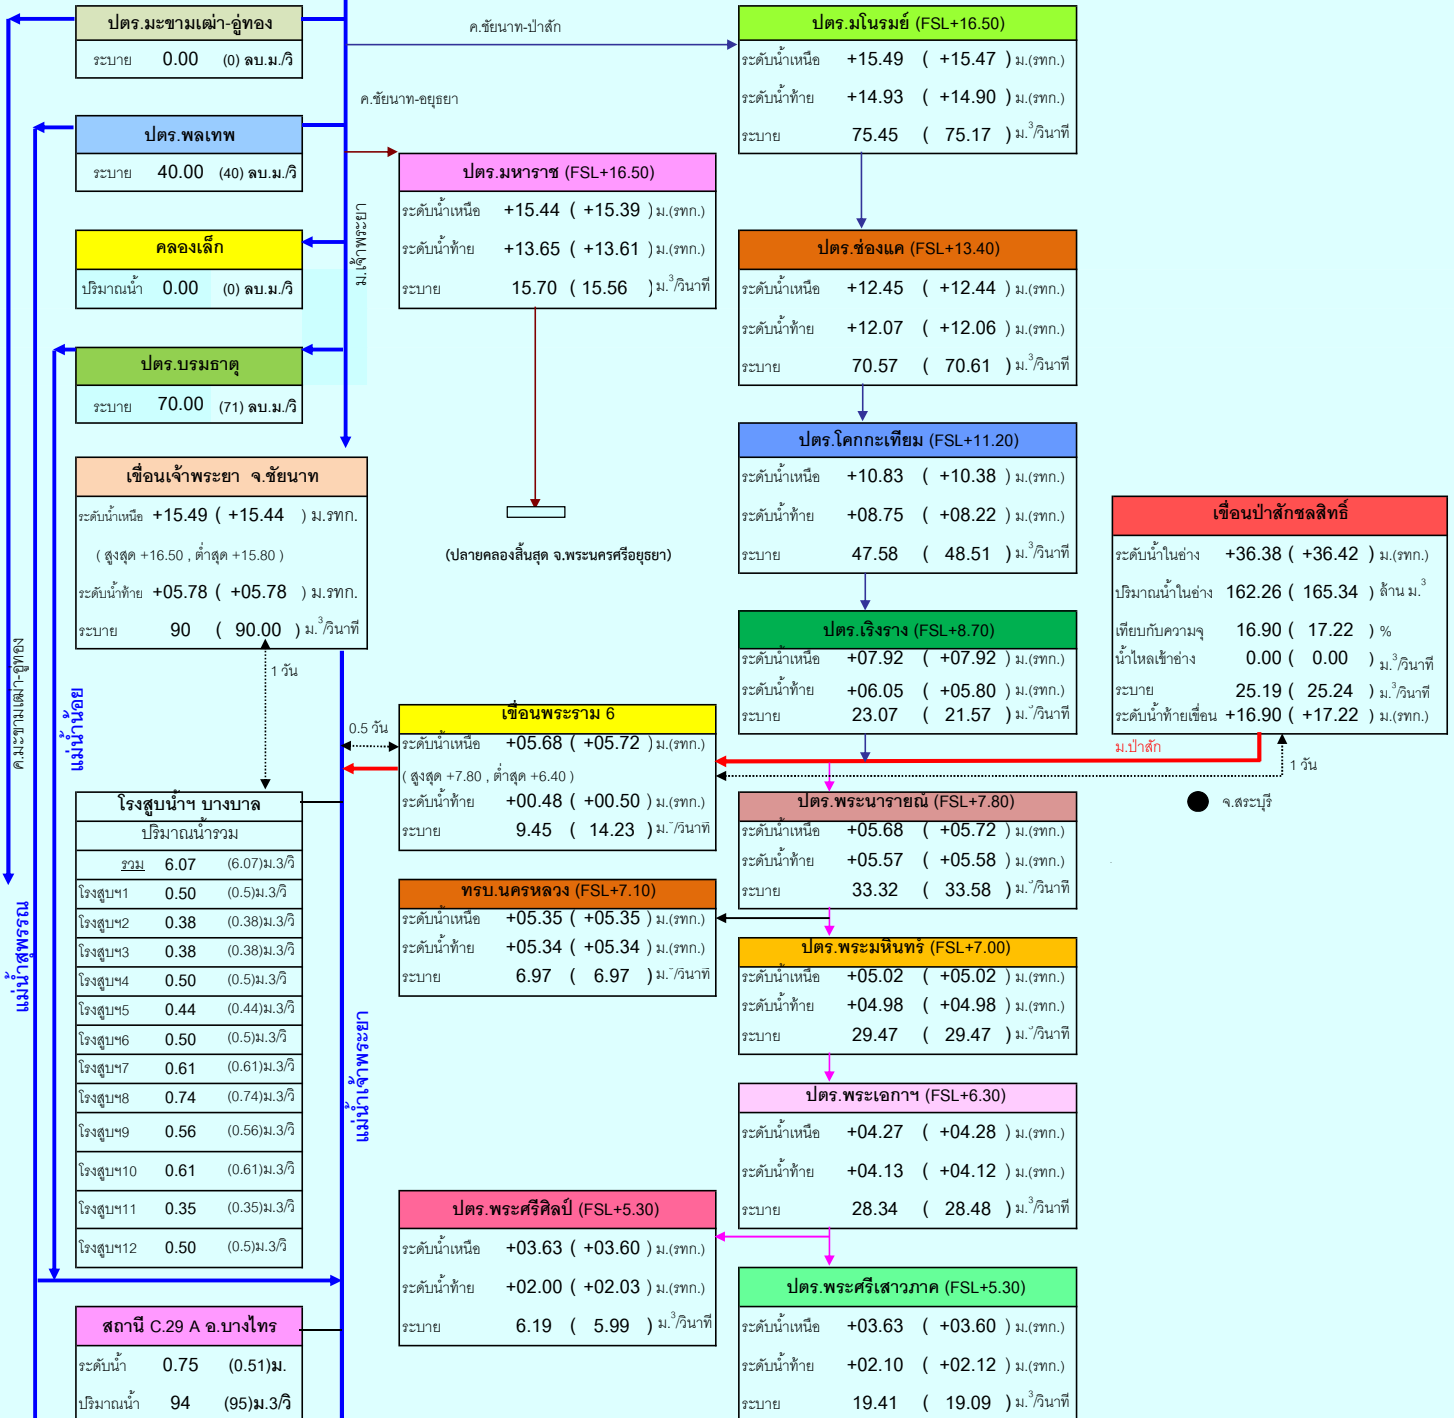 ปตร.มะขามเฒ่า-อู่ทอง
ระบาย 0.00 (0) ลบ.ม./วิ
ค.ชัยนาท-ป่าสัก
ปตร.มโนรมย์ (FSL+16.50)
ระดับน้ำเหนือ +15.49 ( +15.47 ) ม.(รทก.)
ระดับน้ำท้าย +14.93 ( +14.90 ) ม.(รทก.)
ระบาย 75.45 ( 75.17 ) ม.3/วินาที
ค.ชัยนาท-อยุธยา
ปตร.พลเทพ
ระบาย 40.00 (40) ลบ.ม./วิ
ปตร.มหาราช (FSL+16.50)
ระดับน้ำเหนือ +15.44 ( +15.39 ) ม.(รทก.)
ระดับน้ำท้าย +13.65 ( +13.61 ) ม.(รทก.)
ระบาย 15.70 ( 15.56 ) ม.3/วินาที
ม.เจ้าพระยา
คลองเล็ก
ปริมาณน้ำ 0.00 (0) ลบ.ม./วิ
ปตร.ช่องแค (FSL+13.40)
ระดับน้ำเหนือ +12.45 ( +12.44 ) ม.(รทก.)
ระดับน้ำท้าย +12.07 ( +12.06 ) ม.(รทก.)
ระบาย 70.57 ( 70.61 ) ม.3/วินาที
ปตร.บรมธาตุ
ระบาย 70.00 (71) ลบ.ม./วิ
ปตร.โคกกะเทียม (FSL+11.20)
ระดับน้ำเหนือ +10.83 ( +10.38 ) ม.(รทก.)
ระดับน้ำท้าย +08.75 ( +08.22 ) ม.(รทก.)
ระบาย 47.58 ( 48.51 ) ม.3/วินาที
เขื่อนเจ้าพระยา จ.ชัยนาท
ระดับน้ำเหนือ +15.49 ( +15.44 ) ม.รทก.
( สูงสุด +16.50 , ต่ำสุด +15.80 )
ระดับน้ำท้าย +05.78 ( +05.78 ) ม.รทก.
ระบาย 90 ( 90.00 ) ม.3/วินาที
(ปลายคลองสิ้นสุด จ.พระนครศรีอยุธยา)
เขื่อนป่าสักชลสิทธิ์
ระดับน้ำในอ่าง +36.38 ( +36.42 ) ม.(รทก.)
ปริมาณน้ำในอ่าง 162.26 ( 165.34 ) ล้าน ม.3
เทียบกับความจุ 16.90 ( 17.22 ) %
น้ำไหลเข้าอ่าง 0.00 ( 0.00 ) ม.3/วินาที
ระบาย 25.19 ( 25.24 ) ม.3/วินาที
ระดับน้ำท้ายเขื่อน +16.90 ( +17.22 ) ม.(รทก.)
ปตร.เริงราง (FSL+8.70)
ระดับน้ำเหนือ +07.92 ( +07.92 ) ม.(รทก.)
ระดับน้ำท้าย +06.05 ( +05.80 ) ม.(รทก.)
ระบาย 23.07 ( 21.57 ) ม.3/วินาที
ค.มะขามเฒ่า-อู่ทอง
แม่น้ำน้อย
1 วัน
0.5 วัน
เขื่อนพระราม 6
ระดับน้ำเหนือ +05.68 ( +05.72 ) ม.(รทก.)
( สูงสุด +7.80 , ต่ำสุด +6.40 )
ระดับน้ำท้าย +00.48 ( +00.50 ) ม.(รทก.)
ระบาย 9.45 ( 14.23 ) ม.3/วินาที
ม.ป่าสัก
1 วัน
จ.สระบุรี
ปตร.พระนารายณ์ (FSL+7.80)
ระดับน้ำเหนือ +05.68 ( +05.72 ) ม.(รทก.)
ระดับน้ำท้าย +05.57 ( +05.58 ) ม.(รทก.)
ระบาย 33.32 ( 33.58 ) ม.3/วินาที
โรงสูบน้ำฯ บางบาล
ปริมาณน้ำรวม
รวม 6.07 (6.07)ม.3/วิ
โรงสูบฯ1 0.50 (0.5)ม.3/วิ
โรงสูบฯ2 0.38 (0.38)ม.3/วิ
โรงสูบฯ3 0.38 (0.38)ม.3/วิ
โรงสูบฯ4 0.50 (0.5)ม.3/วิ
โรงสูบฯ5 0.44 (0.44)ม.3/วิ
โรงสูบฯ6 0.50 (0.5)ม.3/วิ
โรงสูบฯ7 0.61 (0.61)ม.3/วิ
โรงสูบฯ8 0.74 (0.74)ม.3/วิ
โรงสูบฯ9 0.56 (0.56)ม.3/วิ
โรงสูบฯ10 0.61 (0.61)ม.3/วิ
โรงสูบฯ11 0.35 (0.35)ม.3/วิ
โรงสูบฯ12 0.50 (0.5)ม.3/วิ
แม่น้ำสุพรรณ
แม่น้ำเจ้าพระยา
ทรบ.นครหลวง (FSL+7.10)
ระดับน้ำเหนือ +05.35 ( +05.35 ) ม.(รทก.)
ระดับน้ำท้าย +05.34 ( +05.34 ) ม.(รทก.)
ระบาย 6.97 ( 6.97 ) ม.3/วินาที
ปตร.พระมหินทร์ (FSL+7.00)
ระดับน้ำเหนือ +05.02 ( +05.02 ) ม.(รทก.)
ระดับน้ำท้าย +04.98 ( +04.98 ) ม.(รทก.)
ระบาย 29.47 ( 29.47 ) ม.3/วินาที
ปตร.พระเอกาฯ (FSL+6.30)
ระดับน้ำเหนือ +04.27 ( +04.28 ) ม.(รทก.)
ระดับน้ำท้าย +04.13 ( +04.12 ) ม.(รทก.)
ระบาย 28.34 ( 28.48 ) ม.3/วินาที
ปตร.พระศรีศิลป์ (FSL+5.30)
ระดับน้ำเหนือ +03.63 ( +03.60 ) ม.(รทก.)
ระดับน้ำท้าย +02.00 ( +02.03 ) ม.(รทก.)
ระบาย 6.19 ( 5.99 ) ม.3/วินาที
ปตร.พระศรีเสาวภาค (FSL+5.30)
ระดับน้ำเหนือ +03.63 ( +03.60 ) ม.(รทก.)
ระดับน้ำท้าย +02.10 ( +02.12 ) ม.(รทก.)
ระบาย 19.41 ( 19.09 ) ม.3/วินาที
สถานี C.29 A อ.บางไทร
ระดับน้ำ 0.75 (0.51)ม.
ปริมาณน้ำ 94 (95)ม.3/วิ